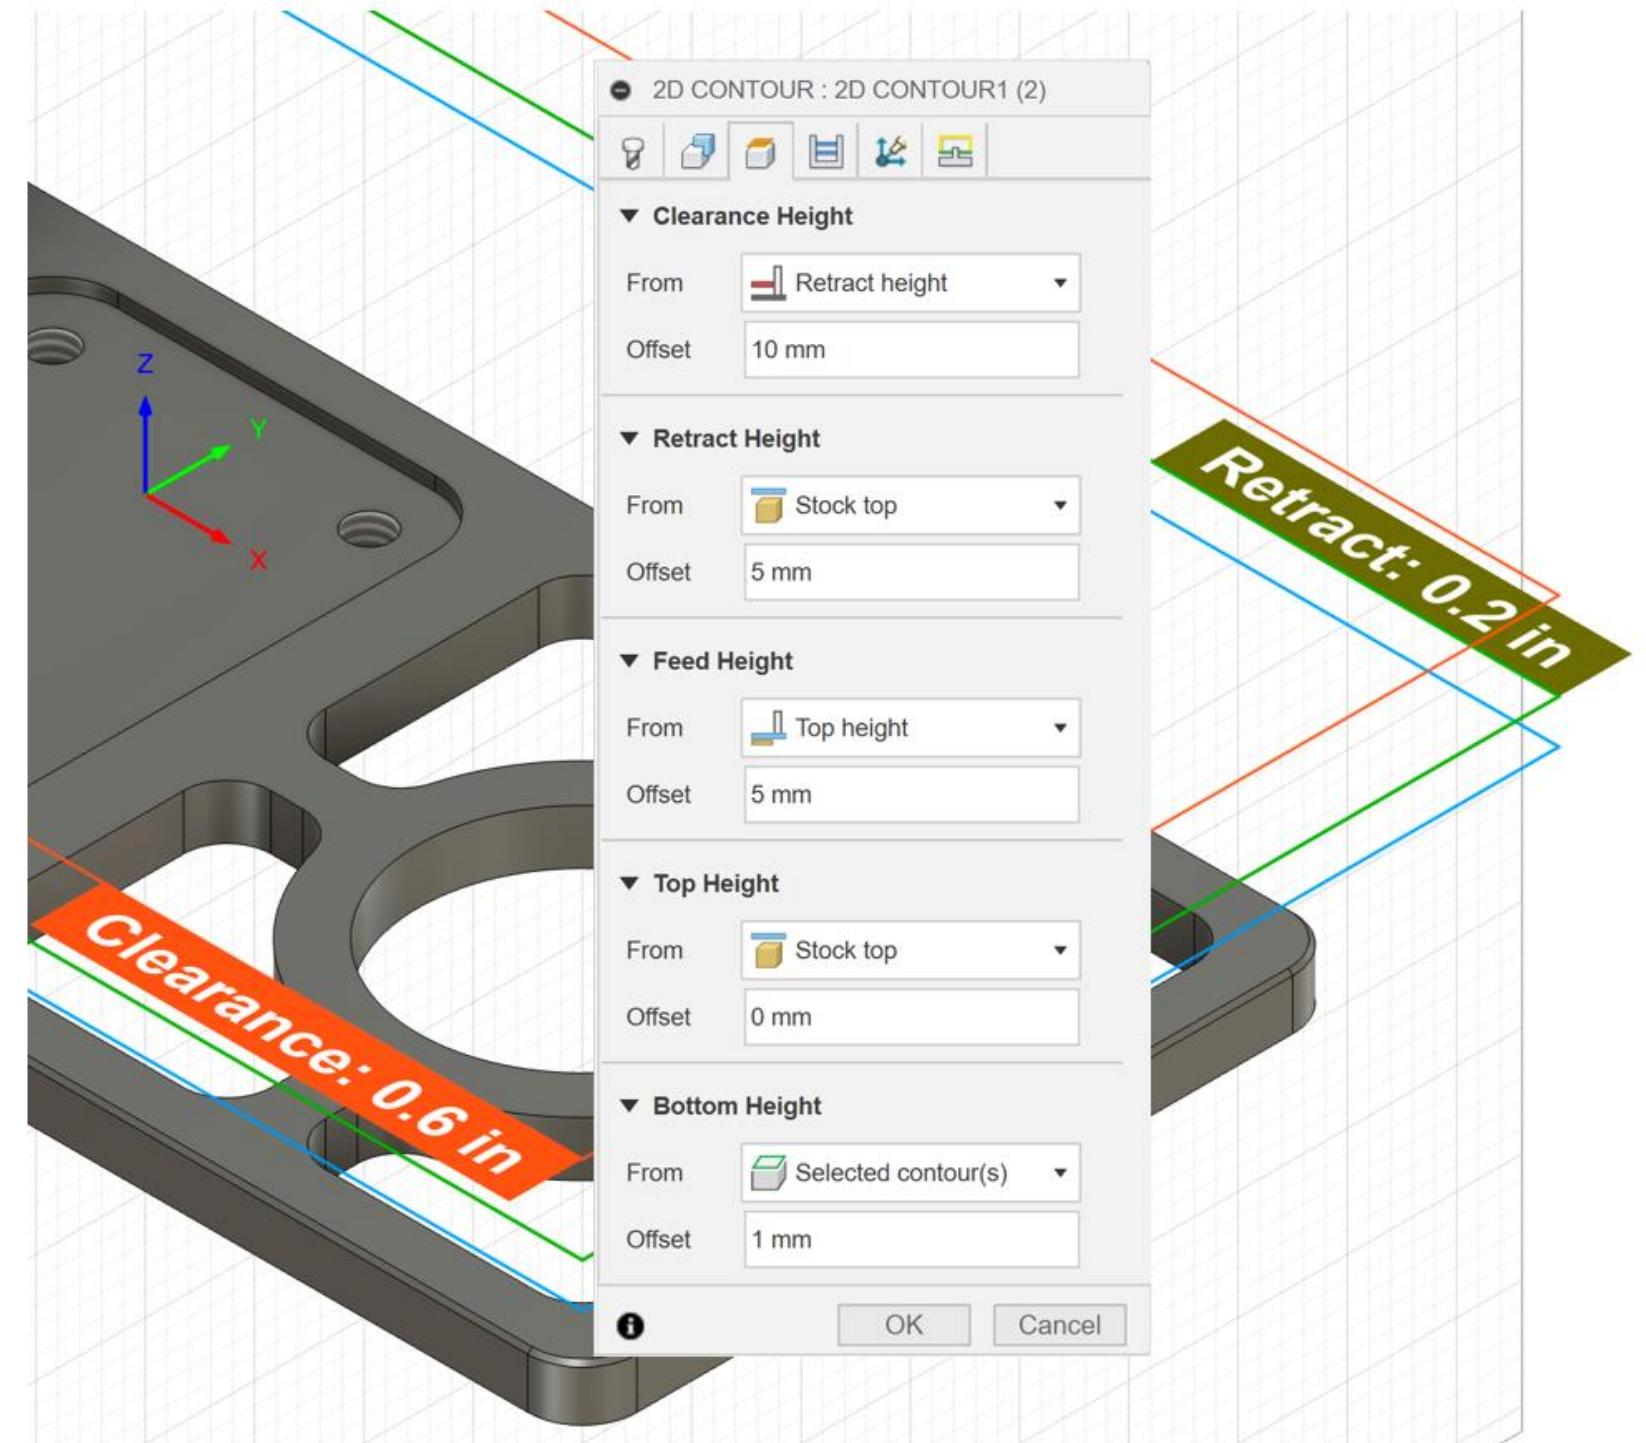 2D CONTOUR : 2D CONTOUR1 (2)
Clearance Height
From Retract height
Offset 10 mm
Retract Height
From Stock top
Offset 5 mm
Feed Height
From Top height
Offset 5 mm
Top Height
From Stock top
Offset 0 mm
Bottom Height
From Selected contour(s)
Offset 1 mm
OK Cancel
Z
Y
X
Retract: 0.2 in
Clearance: 0.6 in